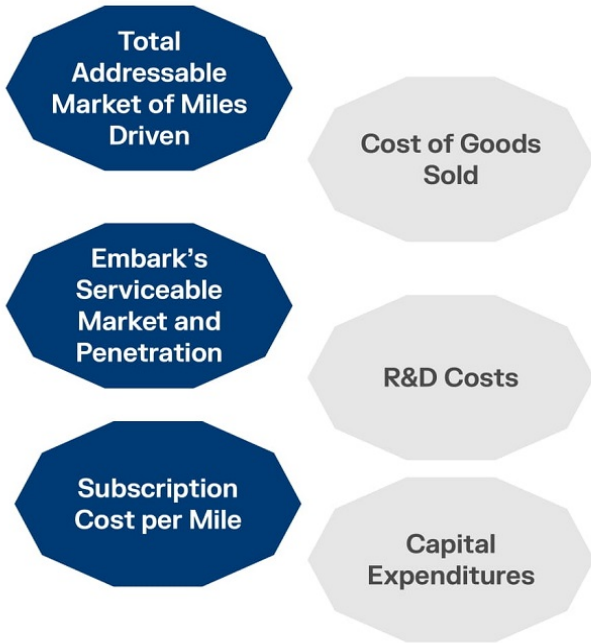 Total
Addressable
Market of Miles
Driven
Cost of Goods
Sold
Embark's
Serviceable
Market and
Penetration
R&D Costs
Subscription
Cost per Mile
Capital
Expenditures